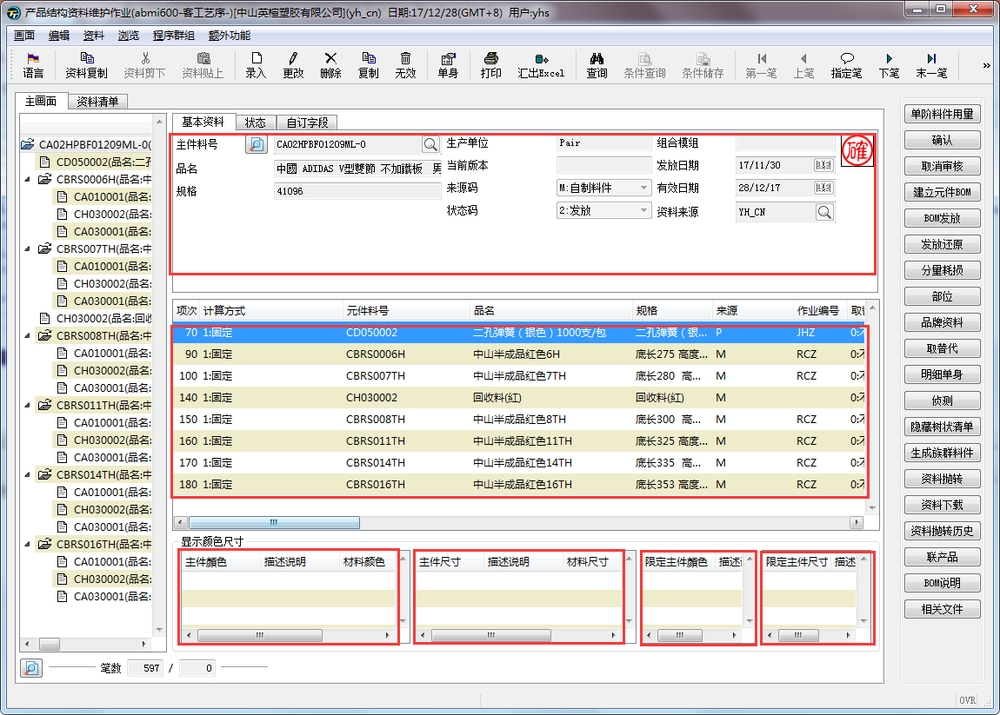 产品结构资料维护作业(abmi600-客工艺序-)[中山英楦塑胶有限公司](yh_cn) 日期:17/12/28(GMT+8) 用户:yhs
画面 编辑 资料 浏览 程序群组 额外功能
语言 资料复制 资料剪下 资料贴上 录入 更改 删除 复制 无效 单身 打印 汇出Excel 查询 条件查询 条件储存 第一笔 上笔 指定笔 下笔 末一笔 »
主画面 资料清单
CA02HPBF01209ML-0(
CD050002(品名:二孔
CBRS0006H(品名:中
CA010001(品名:
CH030002(品名:
CA030001(品名:
CBRS007TH(品名:中
CA010001(品名:
CH030002(品名:
CA030001(品名:
CH030002(品名:回收
CBRS008TH(品名:中
CA010001(品名:
CH030002(品名:
CA030001(品名:
CBRS011TH(品名:中
CA010001(品名:
CH030002(品名:
CA030001(品名:
CBRS014TH(品名:中
CA010001(品名:
CH030002(品名:
CA030001(品名:
CBRS016TH(品名:中
CA010001(品名:
CH030002(品名:
CA030001(品名:
基本资料 状态 自订字段
主件料号 CA02HPBF01209ML-0 生产单位 Pair 组合模组
確
品名 中國 ADIDAS V型雙節 不加鐵板 男 当前版本 发放日期 17/11/30
规格 41096 来源码 M:自制料件 有效日期 28/12/17
状态码 2:发放 资料来源 YH_CN
项次 计算方式 元件料号 品名 规格 来源 作业编号 取替
70 1:固定 CD050002 二孔弹簧（银色）1000支/包 二孔弹簧（银... P JHZ 0:不
90 1:固定 CBRS0006H 中山半成品红色6H 底长275 高度... M RCZ 0:不
100 1:固定 CBRS007TH 中山半成品红色7TH 底长280 高... M RCZ 0:不
140 1:固定 CH030002 回收料(紅) 回收料(紅) M 0:不
150 1:固定 CBRS008TH 中山半成品红色8TH 底长300 高... M RCZ 0:不
160 1:固定 CBRS011TH 中山半成品红色11TH 底长325 高度... M RCZ 0:不
170 1:固定 CBRS014TH 中山半成品红色14TH 底长335 高... M RCZ 0:不
180 1:固定 CBRS016TH 中山半成品红色16TH 底长353 高度... M RCZ 0:不
显示颜色尺寸
主件颜色 描述说明 材料颜色 主件尺寸 描述说明 材料尺寸 限定主件颜色 描述说 限定主件尺寸 描述
笔数 597 / 0
单阶料件用量
确认
取消审核
建立元件BOM
BOM发放
发放还原
分量耗损
部位
品牌资料
取替代
明细单身
侦测
隐藏树状清单
生成族群料件
资料抛转
资料下载
资料抛转历史
联产品
BOM说明
相关文件
OVR